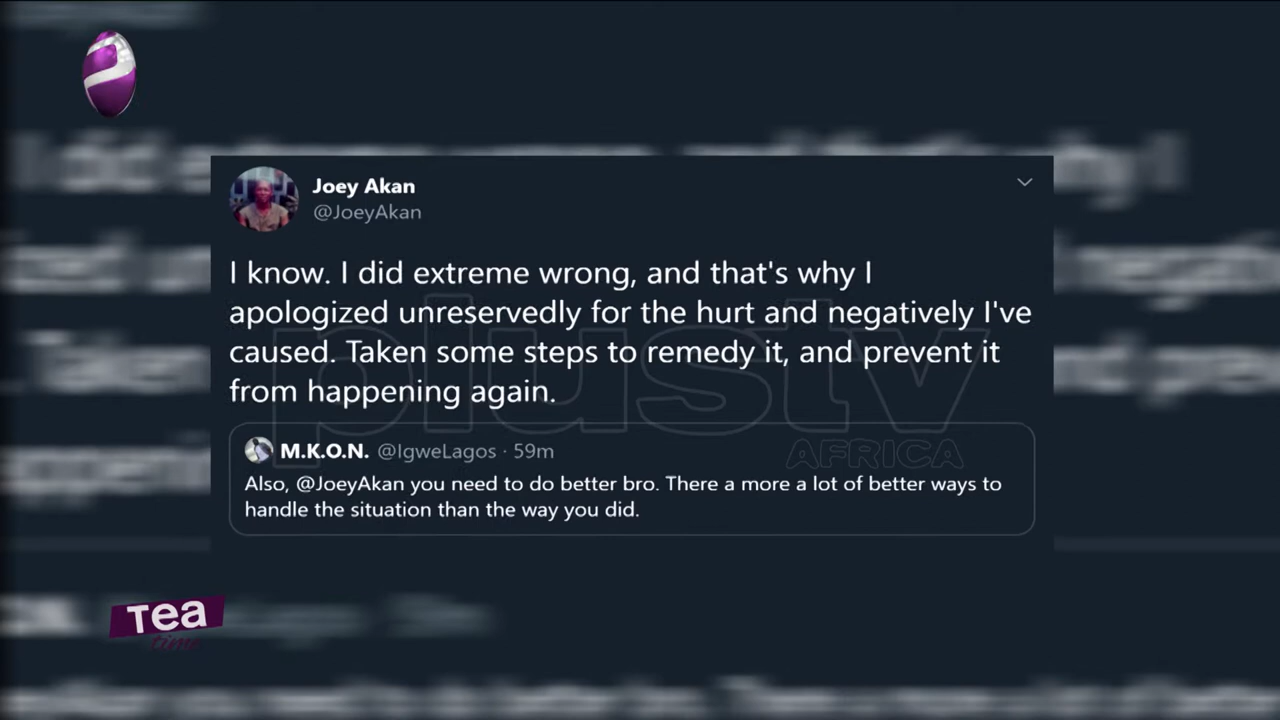 Joey Akan
@JoeyAkan
I know. I did extreme wrong, and that's why I
apologized unreservedly for the hurt and negatively I've
caused. Taken some steps to remedy it, and prevent it
from happening again.
plustv
AFRICA
M.K.O.N. @IgweLagos · 59m
Also, @JoeyAkan you need to do better bro. There a more a lot of better ways to
handle the situation than the way you did.
Tea
time